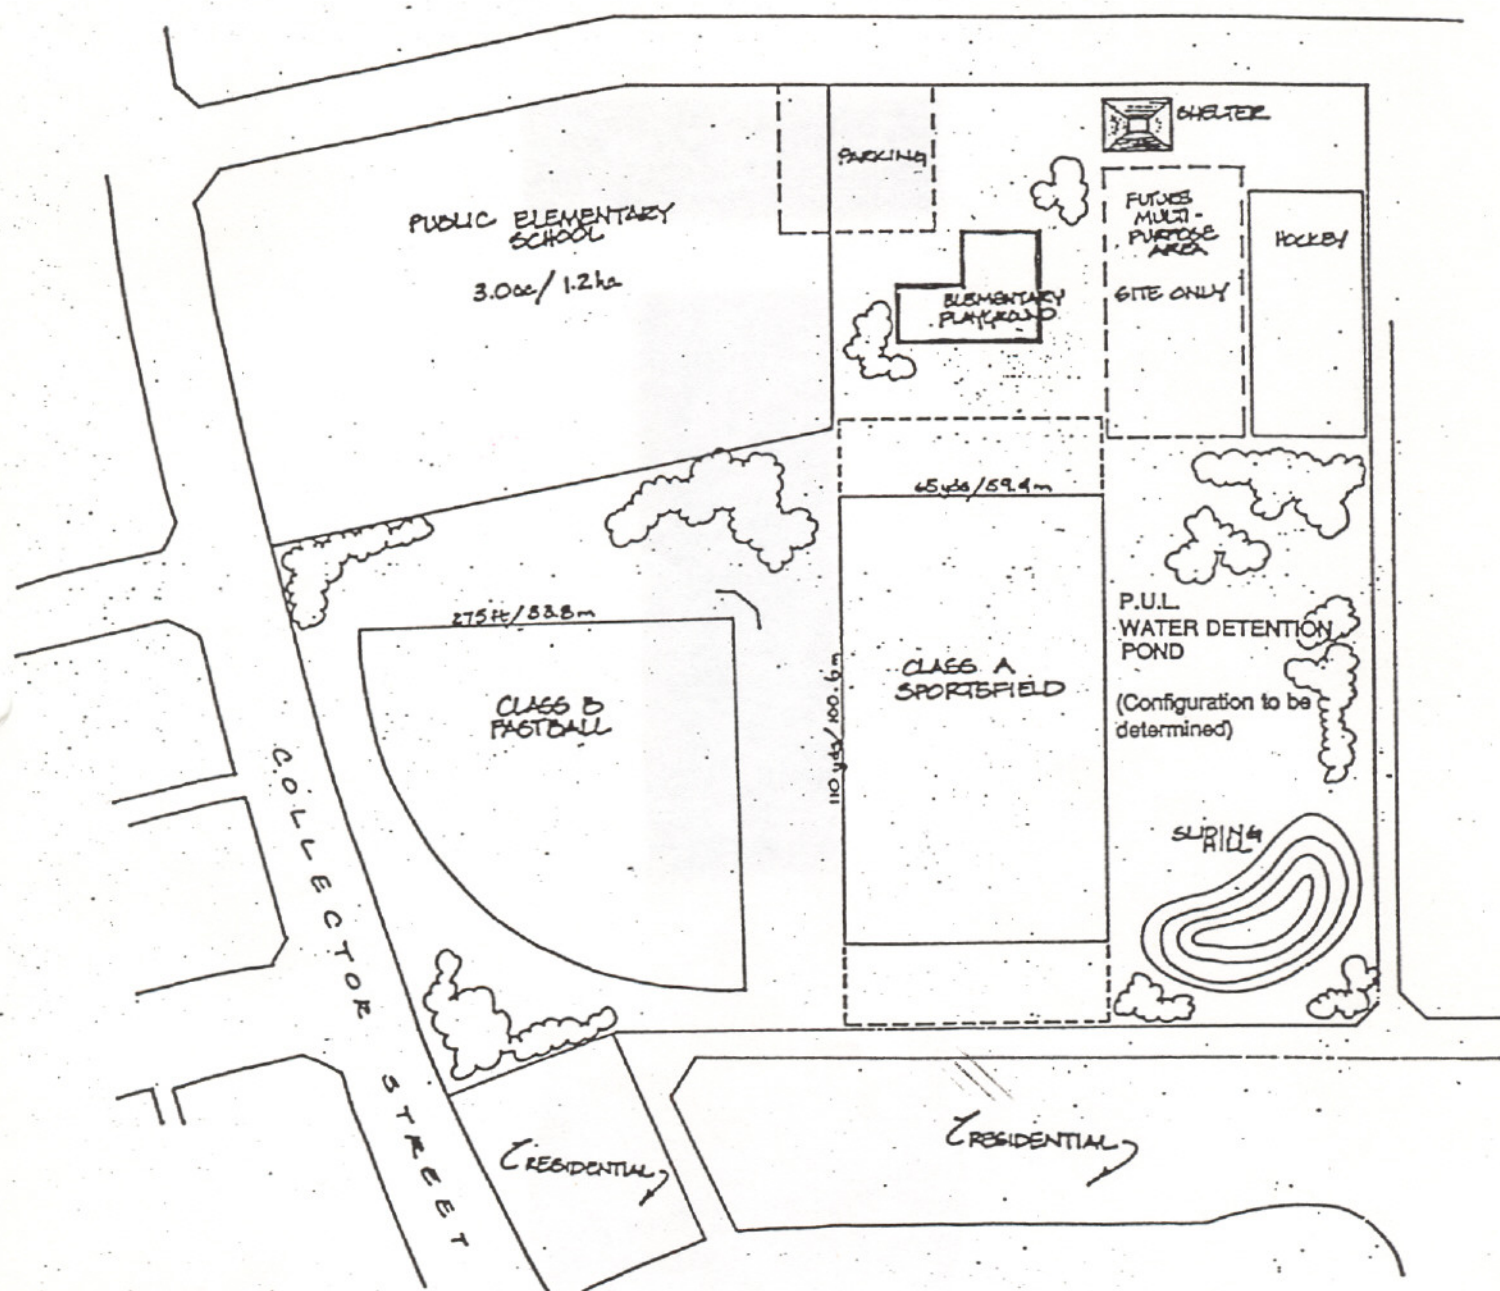 SHELTER
PARKING
PUBLIC ELEMENTARY
SCHOOL
3.0ac/1.2ha
FUTURE
MULTI-
PURPOSE
AREA
SITE ONLY
HOCKEY
ELEMENTARY
PLAYGROUND
65yds/59.4m
275ft/83.8m
P.U.L.
WATER DETENTION
POND
(Configuration to be
determined)
CLASS A
SPORTSFIELD
110 yds/100.6m
CLASS B
FASTBALL
SLIDING
HILL
COLLECTOR STREET
RESIDENTIAL
RESIDENTIAL